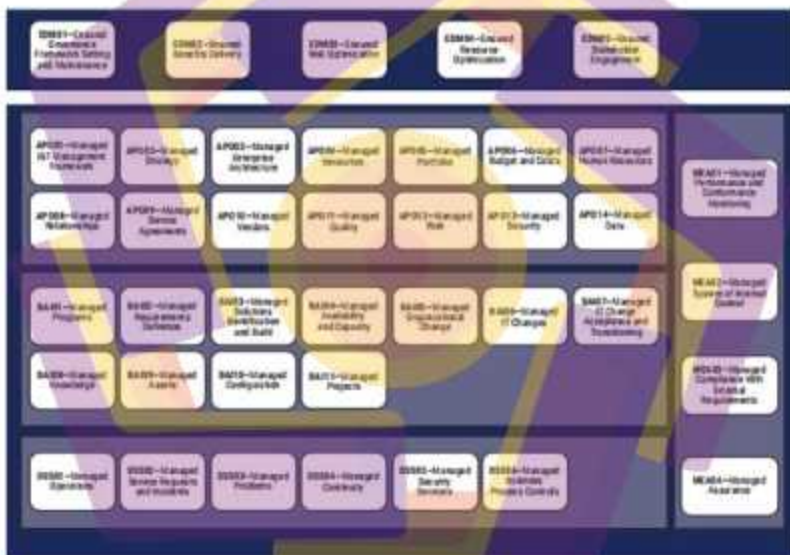 EDM01—Ensured
Governance
Framework Setting
and Maintenance
EDM02—Ensured
Benefits Delivery
EDM03—Ensured
Risk Optimization
EDM04—Ensured
Resource
Optimization
EDM05—Ensured
Stakeholder
Engagement
APO01—Managed
I&T Management
Framework
APO02—Managed
Strategy
APO03—Managed
Enterprise
Architecture
APO04—Managed
Innovation
APO05—Managed
Portfolio
APO06—Managed
Budget and Costs
APO07—Managed
Human Resources
APO08—Managed
Relationships
APO09—Managed
Service
Agreements
APO10—Managed
Vendors
APO11—Managed
Quality
APO12—Managed
Risk
APO13—Managed
Security
APO14—Managed
Data
MEA01—Managed
Performance and
Conformance
Monitoring
BAI01—Managed
Programs
BAI02—Managed
Requirements
Definition
BAI03—Managed
Solutions
Identification
and Build
BAI04—Managed
Availability
and Capacity
BAI05—Managed
Organizational
Change
BAI06—Managed
IT Changes
BAI07—Managed
IT Change
Acceptance and
Transitioning
BAI08—Managed
Knowledge
BAI09—Managed
Assets
BAI10—Managed
Configuration
BAI11—Managed
Projects
MEA02—Managed
System of Internal
Control
MEA03—Managed
Compliance With
External
Requirements
DSS01—Managed
Operations
DSS02—Managed
Service Requests
and Incidents
DSS03—Managed
Problems
DSS04—Managed
Continuity
DSS05—Managed
Security
Services
DSS06—Managed
Business
Process Controls
MEA04—Managed
Assurance